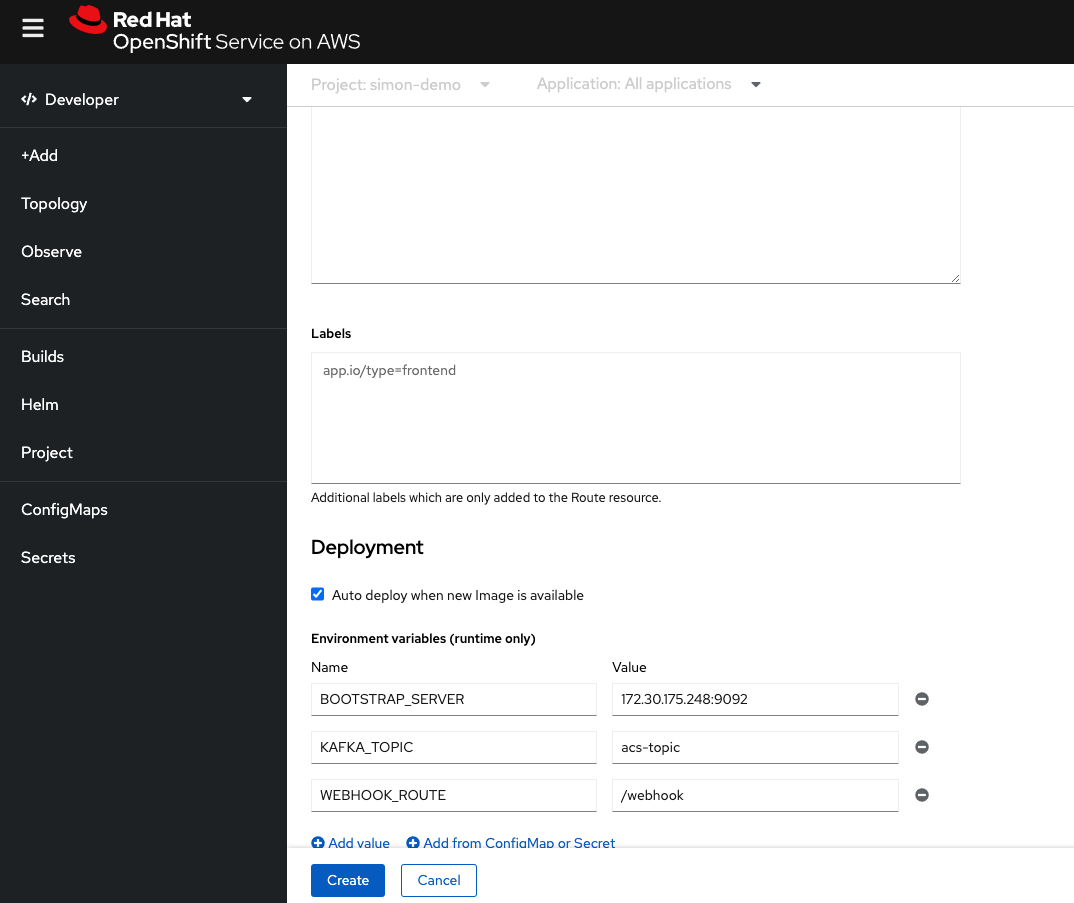 Red Hat
OpenShift Service on AWS
Developer
Project: simon-demo
Application: All applications
+Add
Topology
Observe
Search
Builds
Helm
Project
ConfigMaps
Secrets
Labels
app.io/type=frontend
Additional labels which are only added to the Route resource.
Deployment
Auto deploy when new Image is available
Environment variables (runtime only)
Name Value
BOOTSTRAP_SERVER 172.30.175.248:9092
KAFKA_TOPIC acs-topic
WEBHOOK_ROUTE /webhook
Add value Add from ConfigMap or Secret
Create Cancel